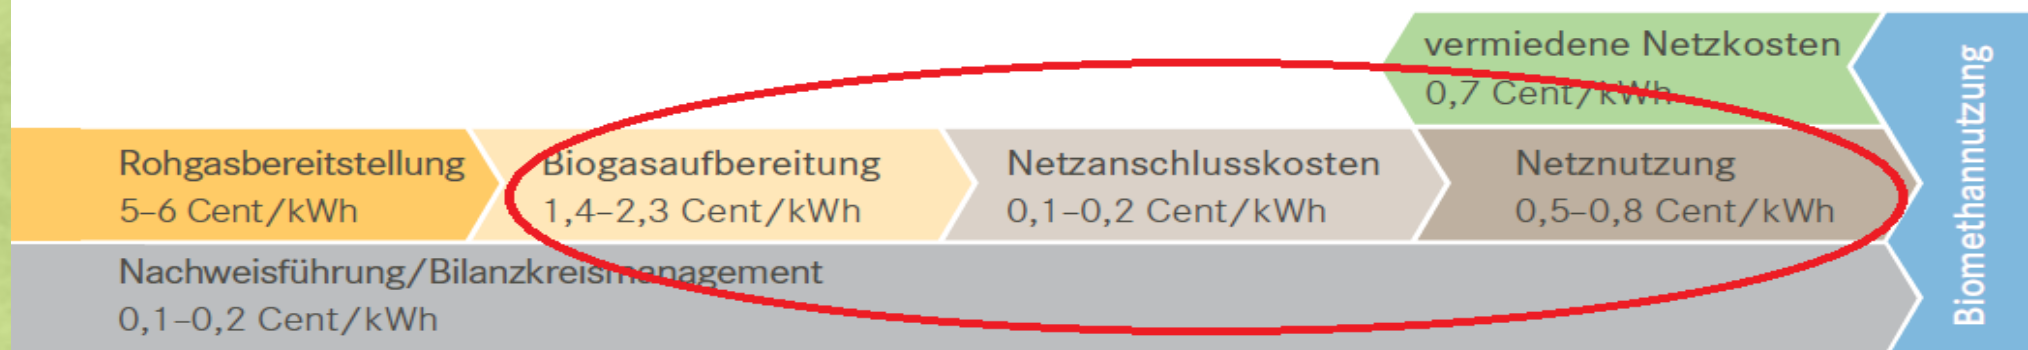 vermiedene Netzkosten
0,7 Cent/kWh
Rohgasbereitstellung
5–6 Cent/kWh
Biogasaufbereitung
1,4–2,3 Cent/kWh
Netzanschlusskosten
0,1–0,2 Cent/kWh
Netznutzung
0,5–0,8 Cent/kWh
Nachweisführung/Bilanzkreismanagement
0,1–0,2 Cent/kWh
Biomethannutzung